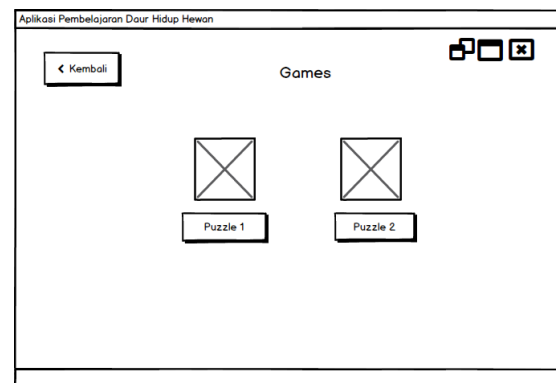 Aplikasi Pembelajaran Daur Hidup Hewan
Kembali
Games
Puzzle 1
Puzzle 2